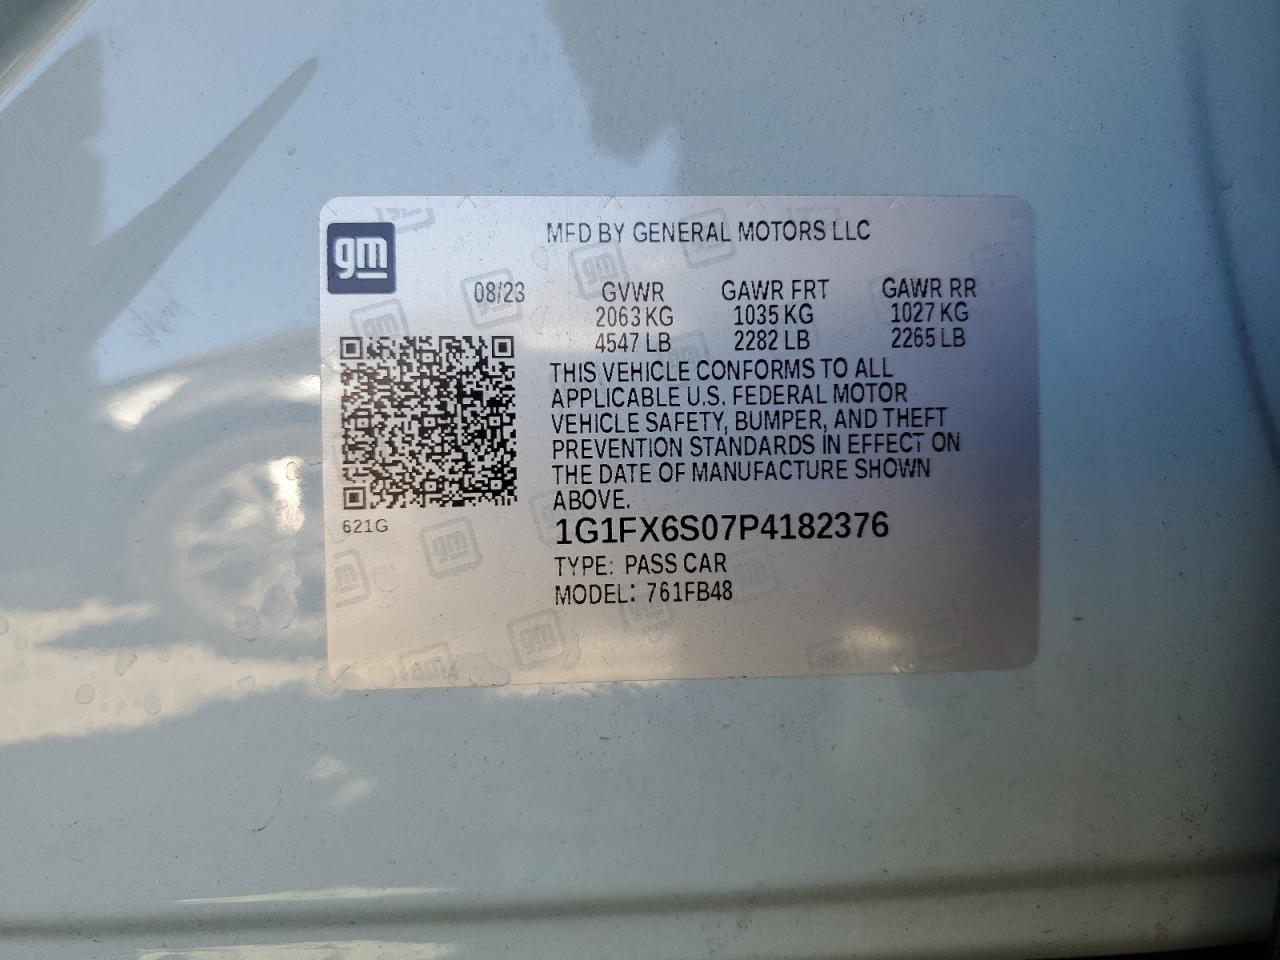 MFD BY GENERAL MOTORS LLC
gm
08/23 GVWR GAWR FRT GAWR RR
2063 KG 1035 KG 1027 KG
4547 LB 2282 LB 2265 LB
THIS VEHICLE CONFORMS TO ALL
APPLICABLE U.S. FEDERAL MOTOR
VEHICLE SAFETY, BUMPER, AND THEFT
PREVENTION STANDARDS IN EFFECT ON
THE DATE OF MANUFACTURE SHOWN
ABOVE.
621G
1G1FX6S07P4182376
TYPE: PASS CAR
MODEL: 761FB48